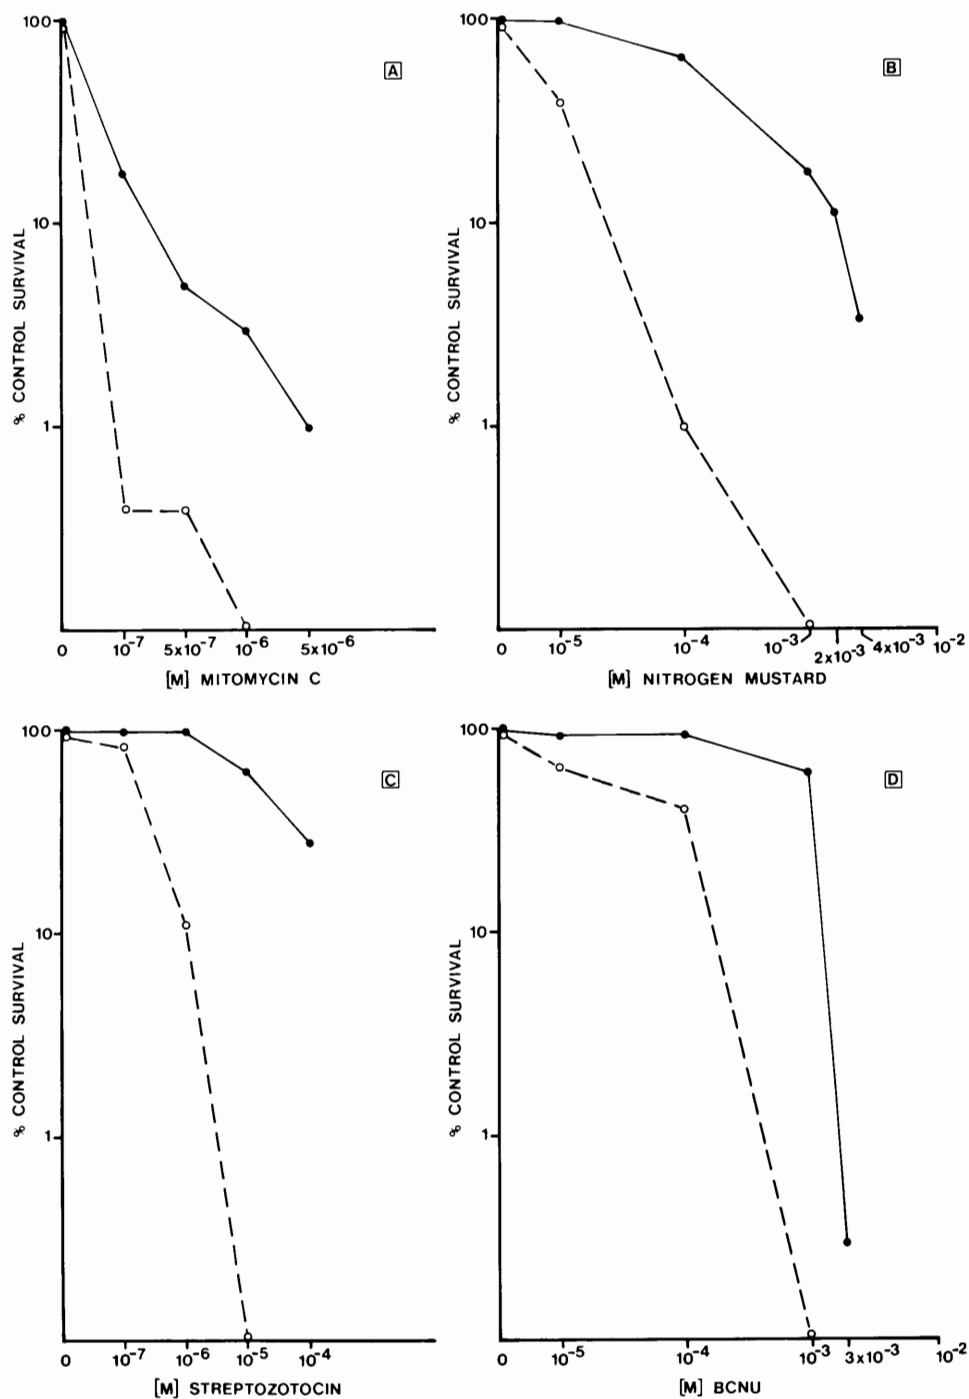 100
10
1
% CONTROL SURVIVAL
A
0 10⁻⁷ 5x10⁻⁷ 10⁻⁶ 5x10⁻⁶
[M] MITOMYCIN C
100
10
1
% CONTROL SURVIVAL
B
0 10⁻⁵ 10⁻⁴ 10⁻³ 2x10⁻³ 4x10⁻³ 10⁻²
[M] NITROGEN MUSTARD
100
10
1
% CONTROL SURVIVAL
C
0 10⁻⁷ 10⁻⁶ 10⁻⁵ 10⁻⁴
[M] STREPTOZOTOCIN
100
10
1
% CONTROL SURVIVAL
D
0 10⁻⁵ 10⁻⁴ 10⁻³ 3x10⁻³ 10⁻²
[M] BCNU